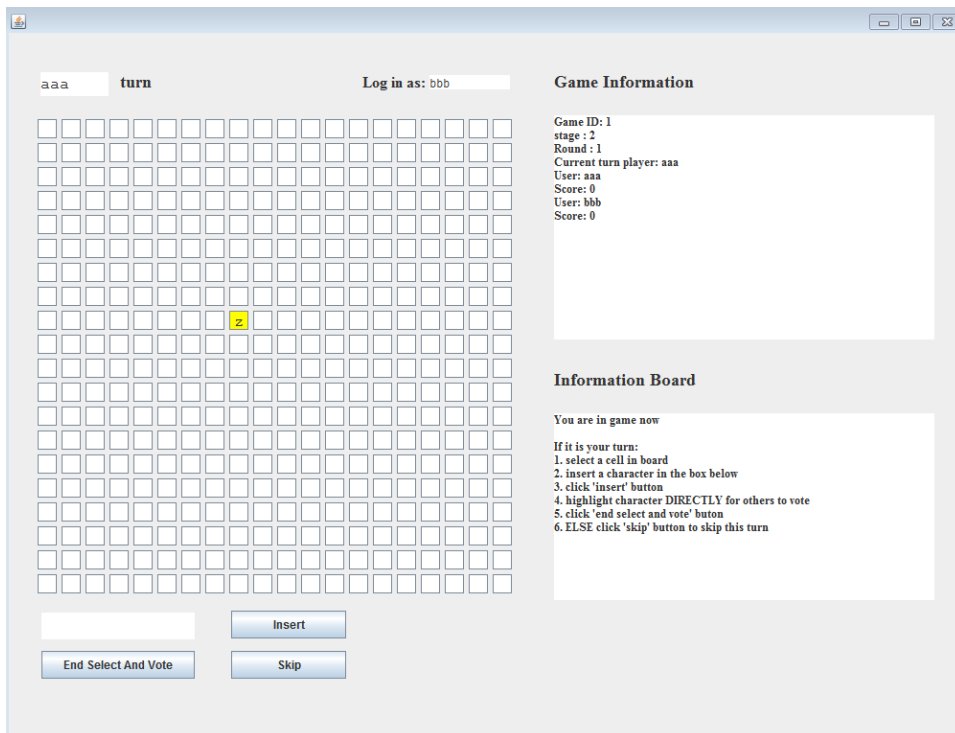 aaa turn Log in as: bbb
z
Insert
End Select And Vote Skip
Game Information
Game ID: 1
stage : 2
Round : 1
Current turn player: aaa
User: aaa
Score: 0
User: bbb
Score: 0
Information Board
You are in game now
If it is your turn:
1. select a cell in board
2. insert a character in the box below
3. click 'insert' button
4. highlight character DIRECTLY for others to vote
5. click 'end select and vote' buton
6. ELSE click 'skip' button to skip this turn